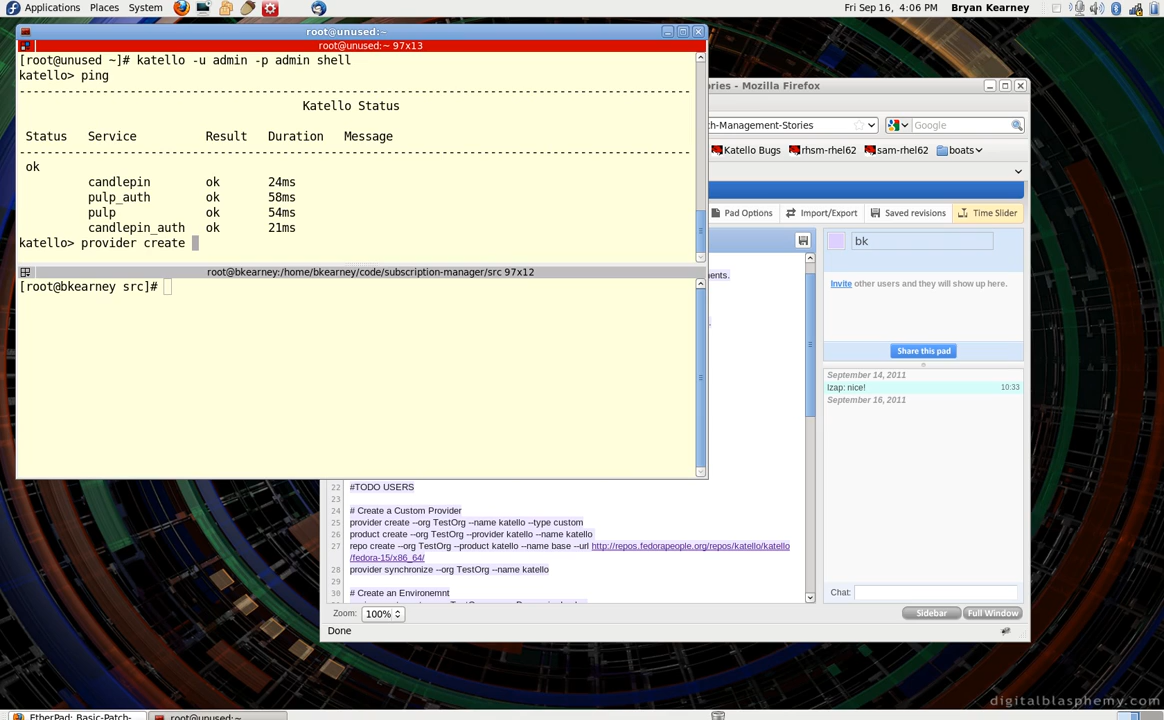 Applications Places System
Fri Sep 16, 4:06 PM Bryan Kearney
root@unused:~
root@unused:~ 97x13
[root@unused ~]# katello -u admin -p admin shell
katello> ping
--------------------------------------------------------------------------------
Katello Status
Status Service Result Duration Message
--------------------------------------------------------------------------------
ok
candlepin ok 24ms
pulp_auth ok 58ms
pulp ok 54ms
candlepin_auth ok 21ms
katello> provider create
root@bkearney:/home/bkearney/code/subscription-manager/src 97x12
[root@bkearney src]#
ories - Mozilla Firefox
h-Management-Stories
Google
Katello Bugs rhsm-rhel62 sam-rhel62 boats
Pad Options Import/Export Saved revisions Time Slider
bk
ents.
Invite other users and they will show up here.
Share this pad
September 14, 2011
lzap: nice! 10:33
September 16, 2011
22 #TODO USERS
23
24 # Create a Custom Provider
25 provider create --org TestOrg --name katello --type custom
26 product create --org TestOrg --provider katello --name katello
27 repo create --org TestOrg --product katello --name base --url http://repos.fedorapeople.org/repos/katello/katello
/fedora-15/x86_64/
28 provider synchronize --org TestOrg --name katello
29
30 # Create an Environemnt
Chat:
Zoom: 100%
Sidebar Full Window
Done
digitalblasphemy.com
EtherPad: Basic-Patch-
root@unused:~